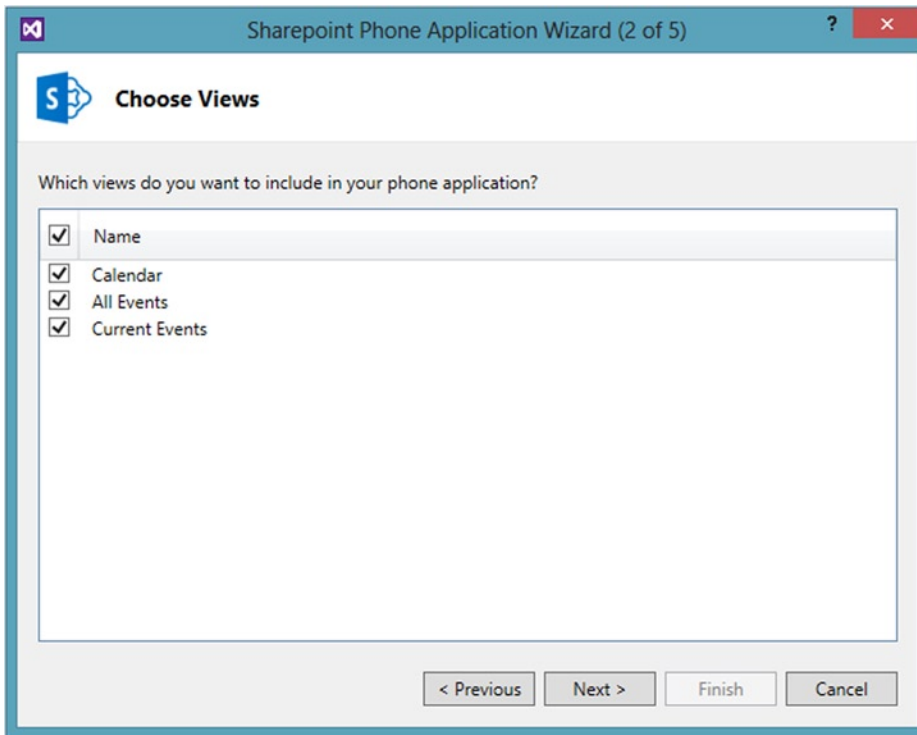 Sharepoint Phone Application Wizard (2 of 5)
?
S
Choose Views
Which views do you want to include in your phone application?
Name
Calendar
All Events
Current Events
< Previous Next > Finish Cancel